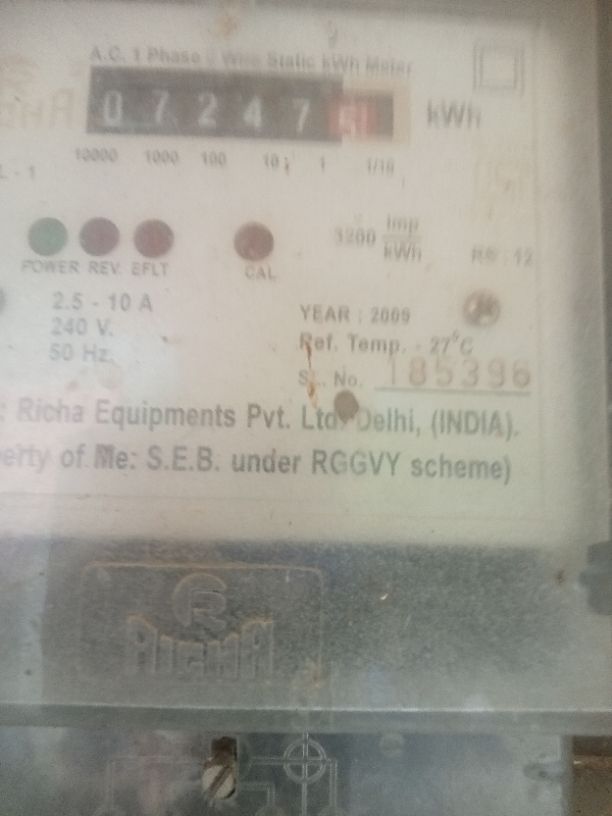 A.C. 1 Phase 2 Wire Static kWh Meter
0 7 2 4 7 kWh
10000 1000 100 10 1 1/10
L - 1
3200 Imp/kWh
POWER REV. EFLT CAL
2.5 - 10 A
240 V.
50 Hz.
YEAR : 2009
Ref. Temp. - 27°C
No. 185396
: Richa Equipments Pvt. Ltd. Delhi, (INDIA).
erty of Me: S.E.B. under RGGVY scheme)
RICHA